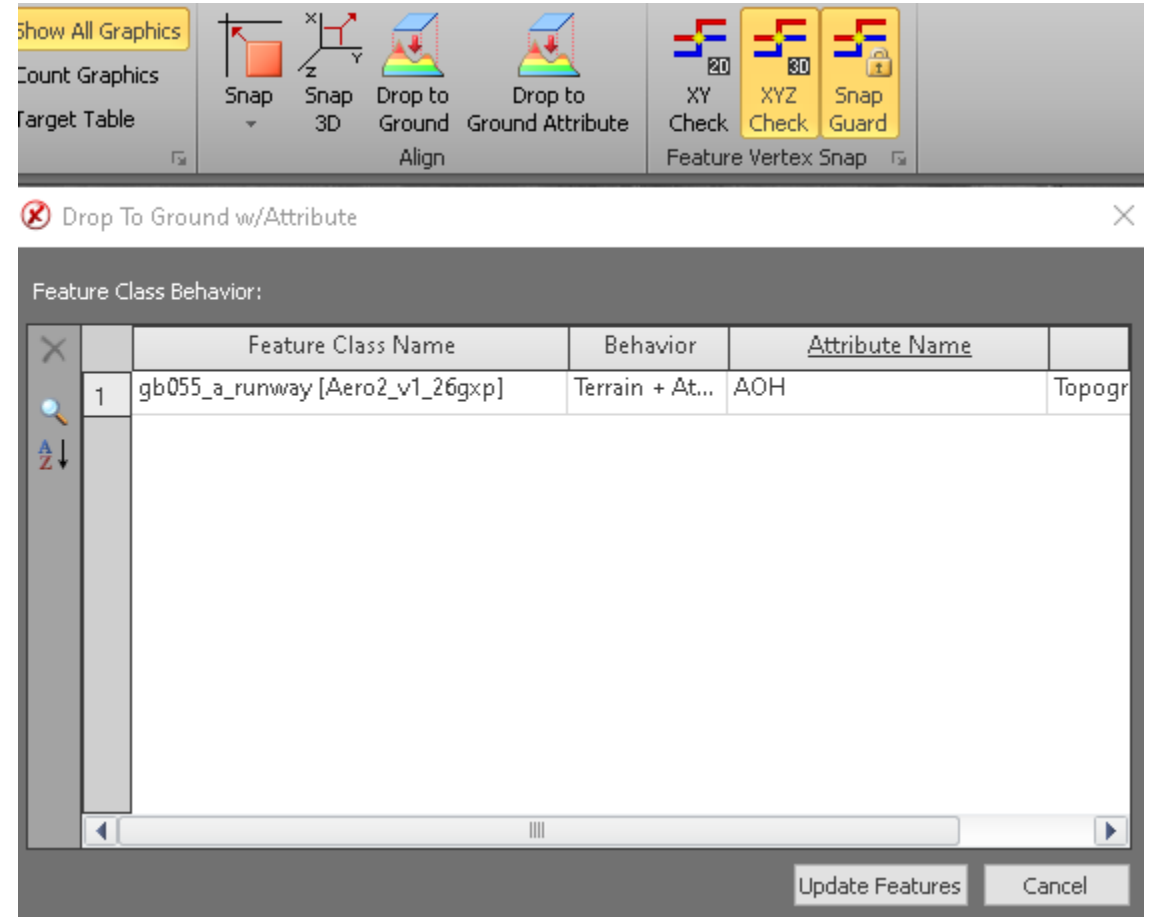 Show All Graphics
Count Graphics
Target Table
Snap
X
Y
Z
Snap
3D
Drop to
Ground
Drop to
Ground Attribute
Align
2D
XY
Check
3D
XYZ
Check
Snap
Guard
Feature Vertex Snap
Drop To Ground w/Attribute
Feature Class Behavior:
Feature Class Name Behavior Attribute Name
1 gb055_a_runway [Aero2_v1_26gxp] Terrain + At... AOH Topogr
A
Z
Update Features Cancel